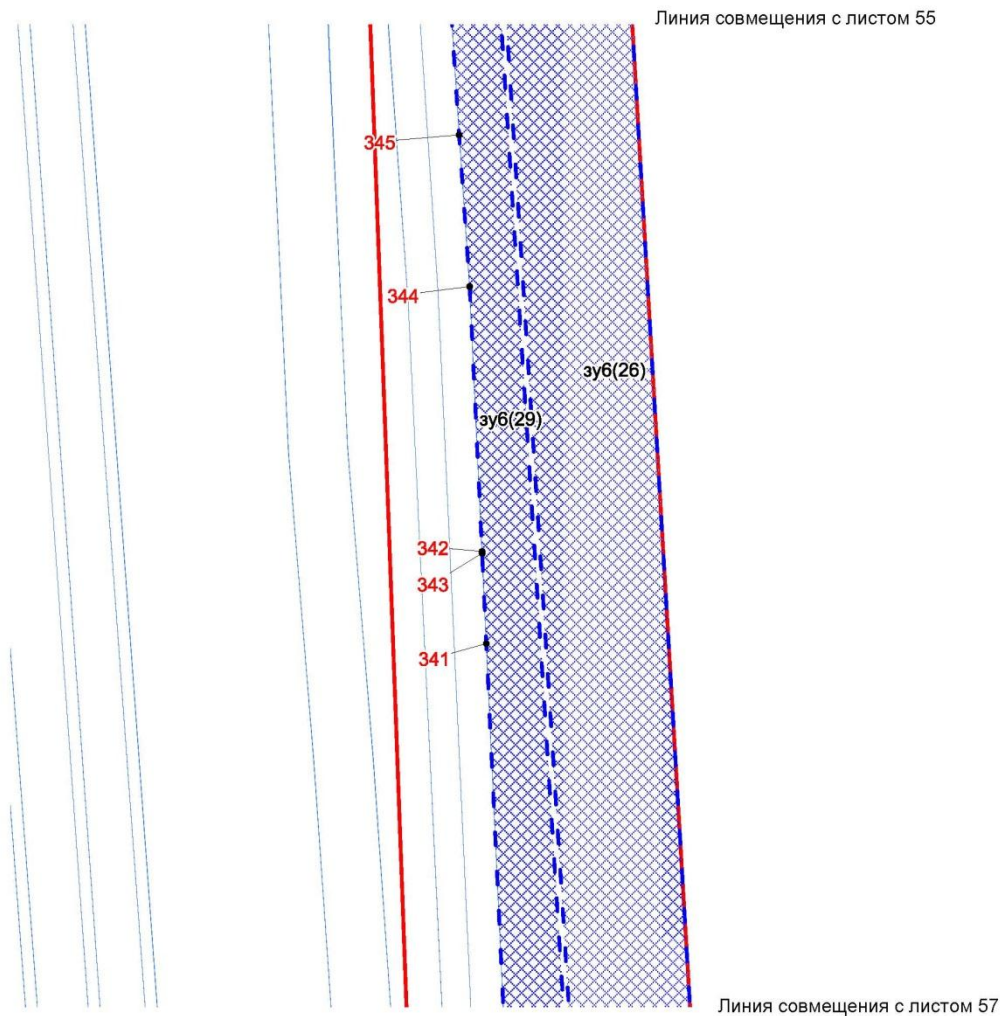 Линия совмещения с листом 55
345
344
зу6(26)
зу6(29)
342
343
341
Линия совмещения с листом 57